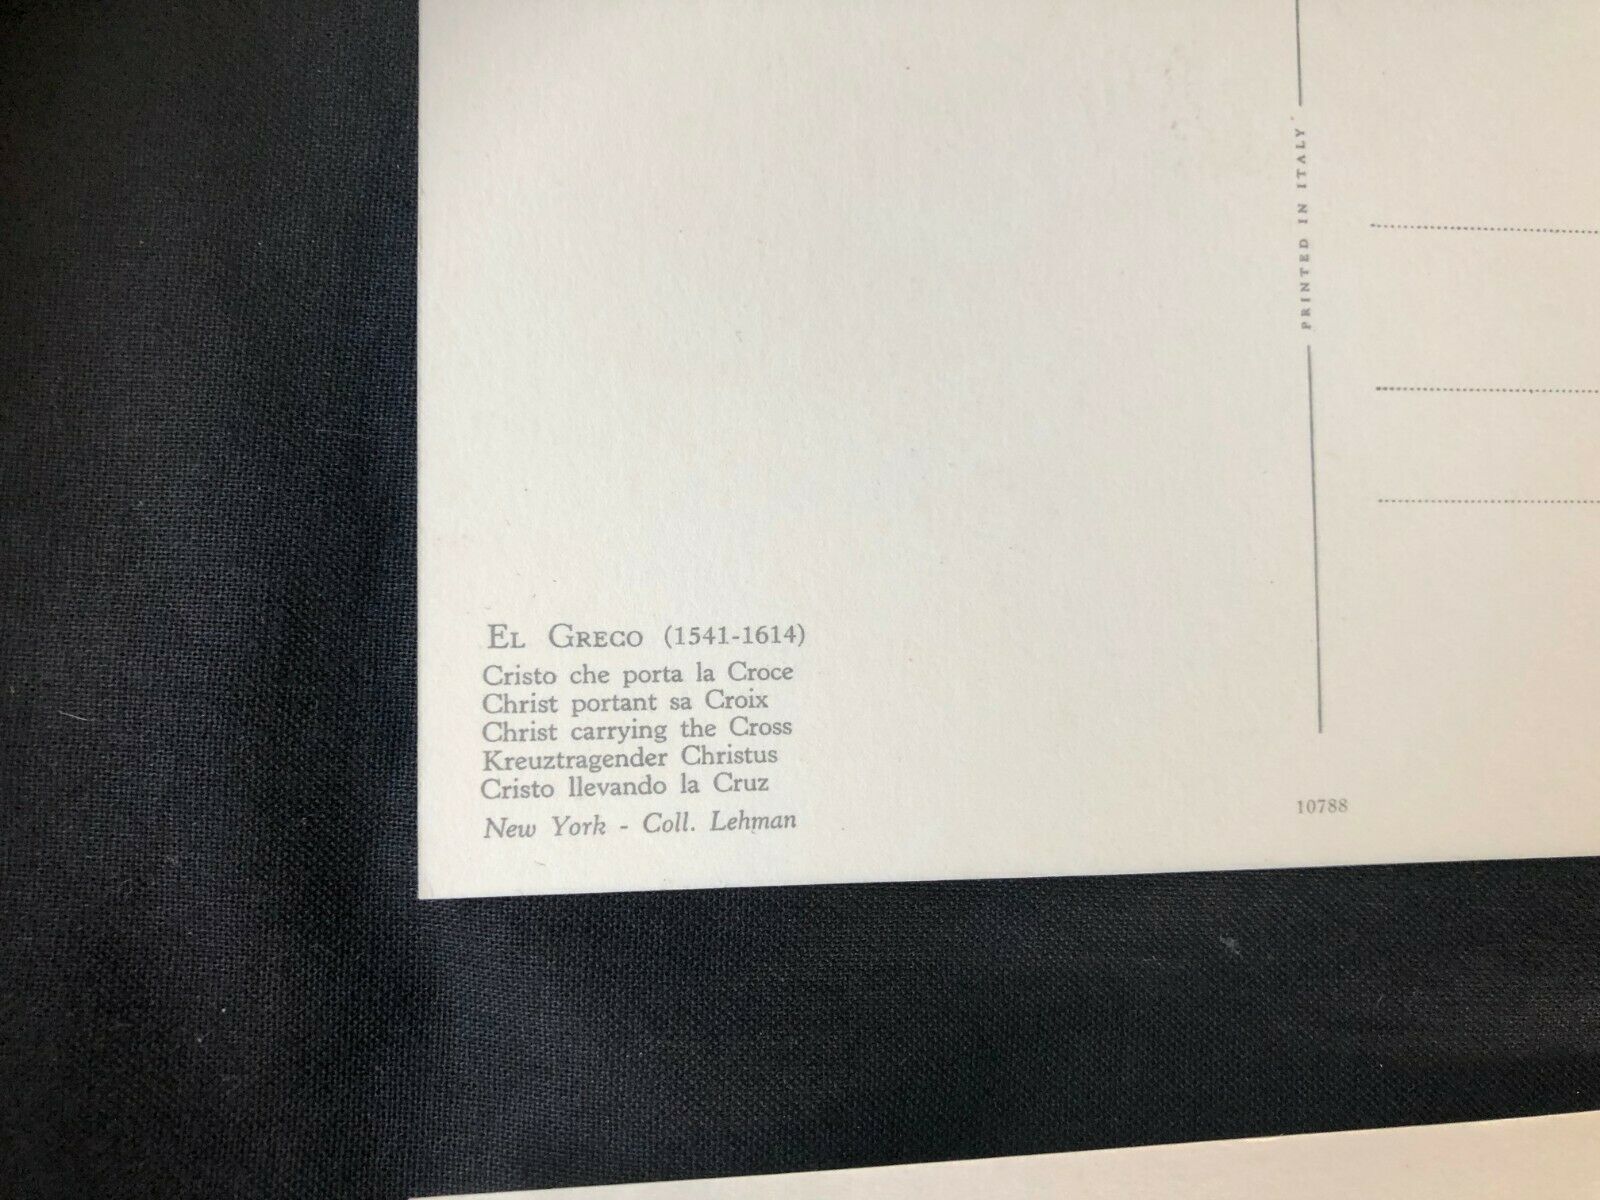 EL GRECO (1541-1614)
Cristo che porta la Croce
Christ portant sa Croix
Christ carrying the Cross
Kreuztragender Christus
Cristo llevando la Cruz
New York - Coll. Lehman
PRINTED IN ITALY
10788